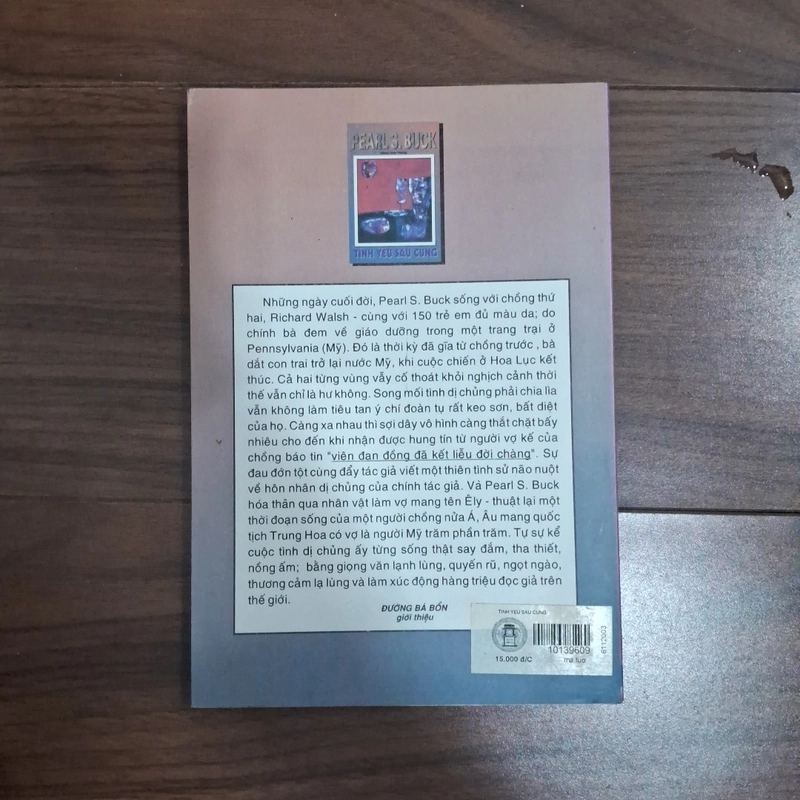 PEARL S. BUCK
TÌNH YÊU SAU CÙNG
Những ngày cuối đời, Pearl S. Buck sống với chồng thứ
hai, Richard Walsh - cùng với 150 trẻ em đủ màu da; do
chính bà đem về giáo dưỡng trong một trang trại ở
Pennsylvania (Mỹ). Đó là thời kỳ đã gĩa từ chồng trước , bà
dắt con trai trở lại nước Mỹ, khi cuộc chiến ở Hoa Lục kết
thúc. Cả hai từng vùng vẫy cố thoát khỏi nghịch cảnh thời
thế vẫn chỉ là hư không. Song mối tình dị chủng phải chia lìa
vẫn không làm tiêu tan ý chí đoàn tụ rất keo sơn, bất diệt
của họ. Càng xa nhau thì sợi dây vô hình càng thắt chặt bấy
nhiêu cho đến khi nhận được hung tín từ người vợ kế của
chồng báo tin "viên đạn đồng đã kết liễu đời chàng". Sự
đau đớn tột cùng đẩy tác giả viết một thiên tình sử não nuột
về hôn nhân dị chủng của chính tác giả. Và Pearl S. Buck
hóa thân qua nhân vật làm vợ mang tên Êly - thuật lại một
thời đoạn sống của một người chồng nửa Á, Âu mang quốc
tịch Trung Hoa có vợ là người Mỹ trăm phần trăm. Tự sự kể
cuộc tình dị chủng ấy từng sống thật say đắm, tha thiết,
nồng ấm; bằng giọng văn lạnh lùng, quyến rũ, ngọt ngào,
thương cảm lạ lùng và làm xúc động hàng triệu đọc giả trên
thế giới.
ĐƯỜNG BÁ BỔN
giới thiệu
TINH YEU SAU CUNG
10139609
15.000 đ/C
6112003